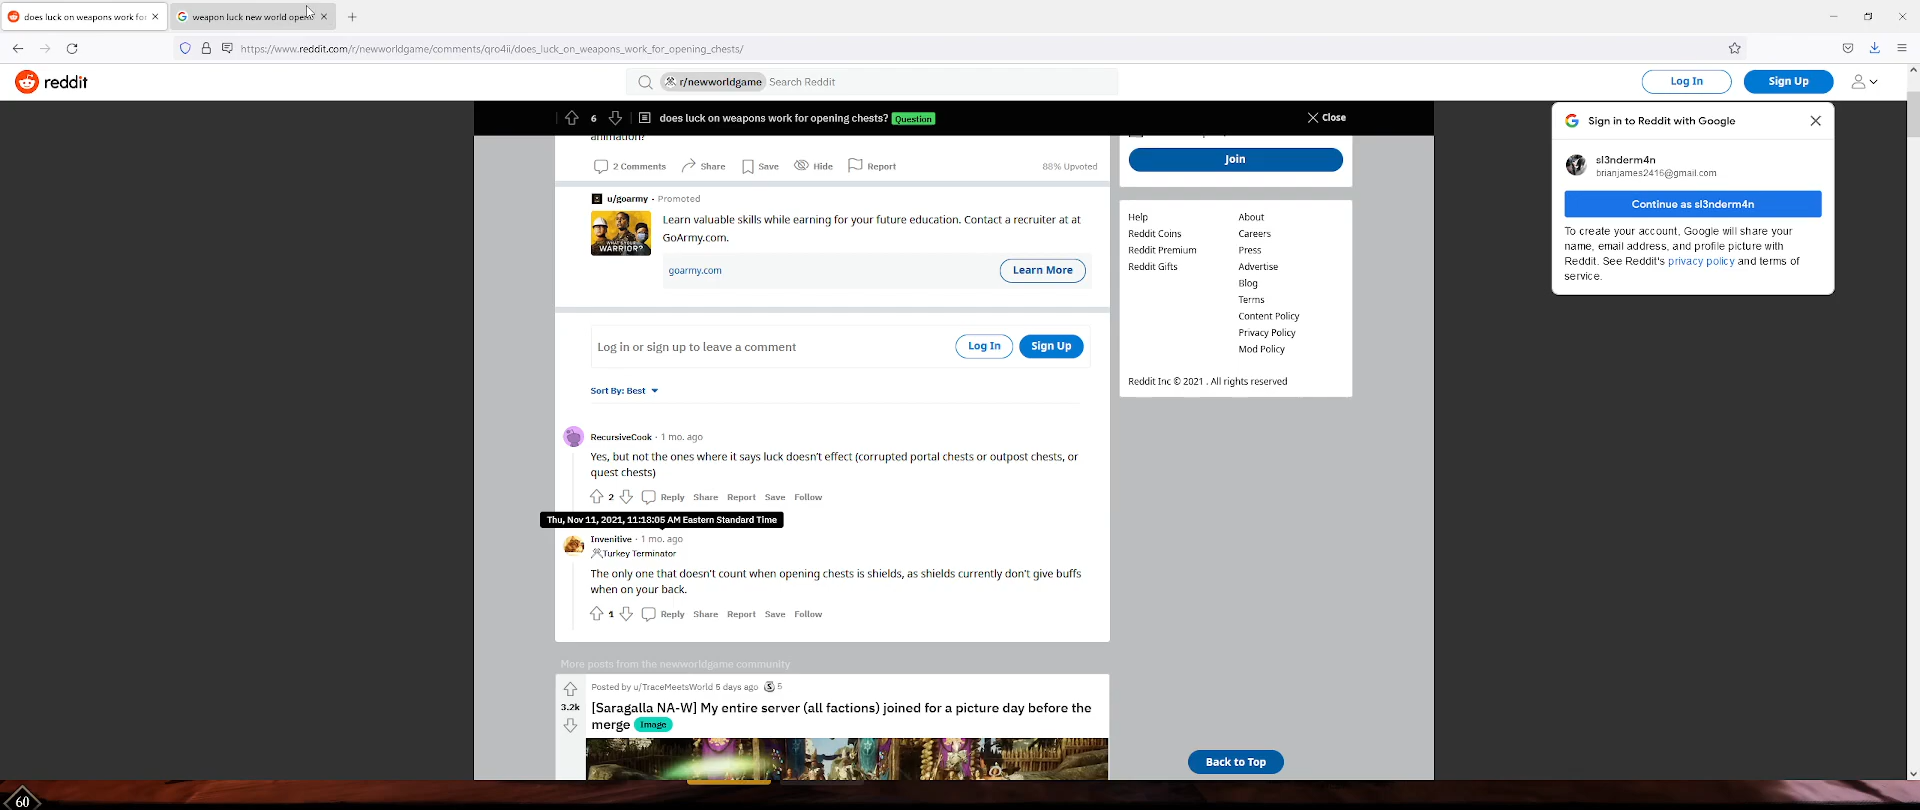 does luck on weapons work for
weapon luck new world open
https://www.reddit.com/r/newworldgame/comments/qro4ii/does_luck_on_weapons_work_for_opening_chests/
reddit
r/newworldgame Search Reddit
Log In
Sign Up
6 does luck on weapons work for opening chests? Question
Close
animation?
2 Comments Share Save Hide Report 88% Upvoted
Join
u/goarmy · Promoted
Learn valuable skills while earning for your future education. Contact a recruiter at at
GoArmy.com.
WHAT'S YOUR
WARRIOR?
goarmy.com
Learn More
Help About
Reddit Coins Careers
Reddit Premium Press
Reddit Gifts Advertise
Blog
Terms
Content Policy
Privacy Policy
Mod Policy
Reddit Inc © 2021 . All rights reserved
Sign in to Reddit with Google
sl3nderm4n
brianjames2416@gmail.com
Continue as sl3nderm4n
To create your account, Google will share your
name, email address, and profile picture with
Reddit. See Reddit's privacy policy and terms of
service.
Log in or sign up to leave a comment
Log In
Sign Up
Sort By: Best
RecursiveCook · 1 mo. ago
Yes, but not the ones where it says luck doesn't effect (corrupted portal chests or outpost chests, or
quest chests)
2 Reply Share Report Save Follow
Thu, Nov 11, 2021, 11:18:05 AM Eastern Standard Time
Invenitive · 1 mo. ago
Turkey Terminator
The only one that doesn't count when opening chests is shields, as shields currently don't give buffs
when on your back.
1 Reply Share Report Save Follow
More posts from the newworldgame community
Posted by u/TraceMeetsWorld 5 days ago 5
3.2k
[Saragalla NA-W] My entire server (all factions) joined for a picture day before the
merge Image
Back to Top
60